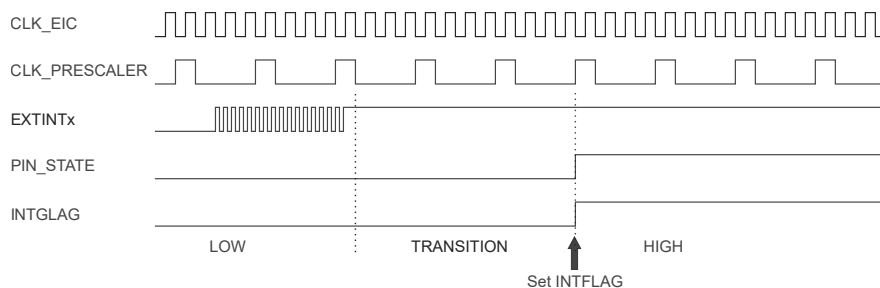 CLK_EIC
CLK_PRESCALER
EXTINTx
PIN_STATE
INTGLAG
LOW TRANSITION HIGH
Set INTFLAG